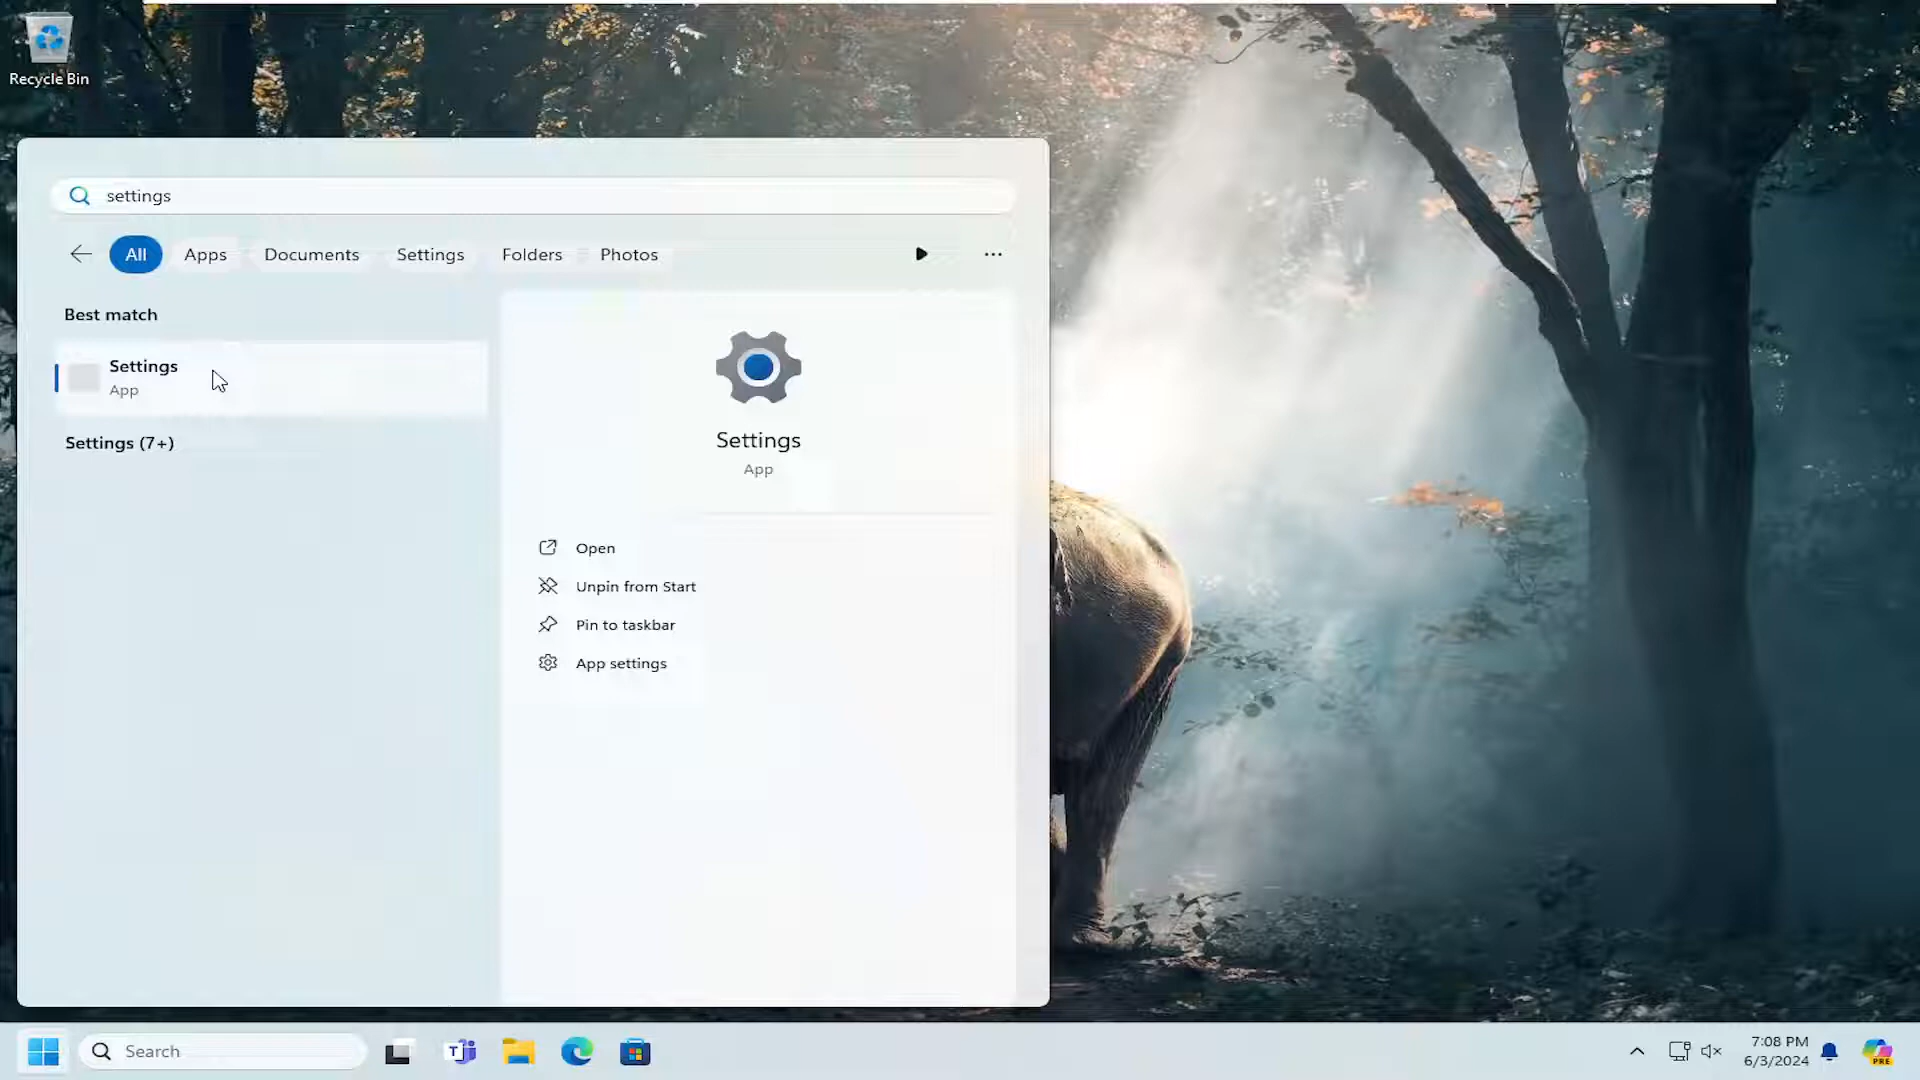 Recycle Bin
settings
All Apps Documents Settings Folders Photos
Best match
Settings
App
Settings (7+)
Settings
App
Open
Unpin from Start
Pin to taskbar
App settings
Search
7:08 PM
6/3/2024
PRE